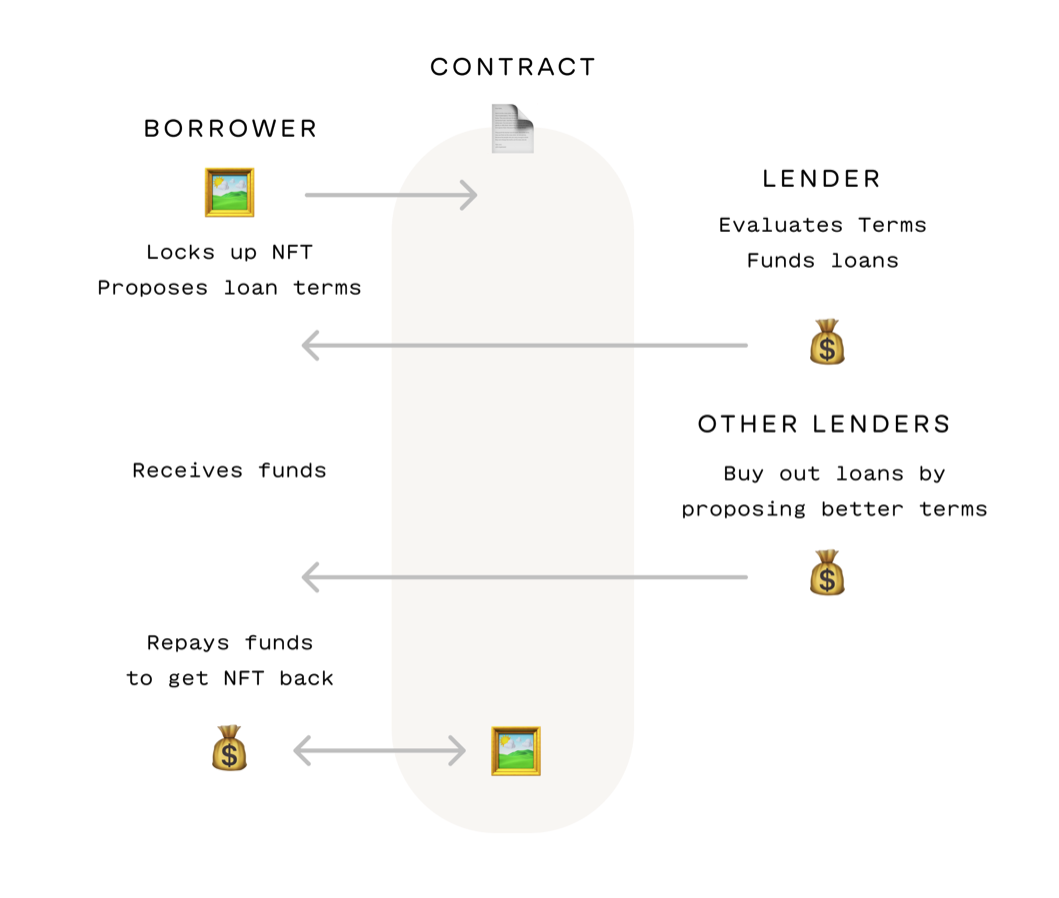 CONTRACT
BORROWER
LENDER
Evaluates Terms
Funds loans
Locks up NFT
Proposes loan terms
OTHER LENDERS
Buy out loans by
proposing better terms
Receives funds
Repays funds
to get NFT back